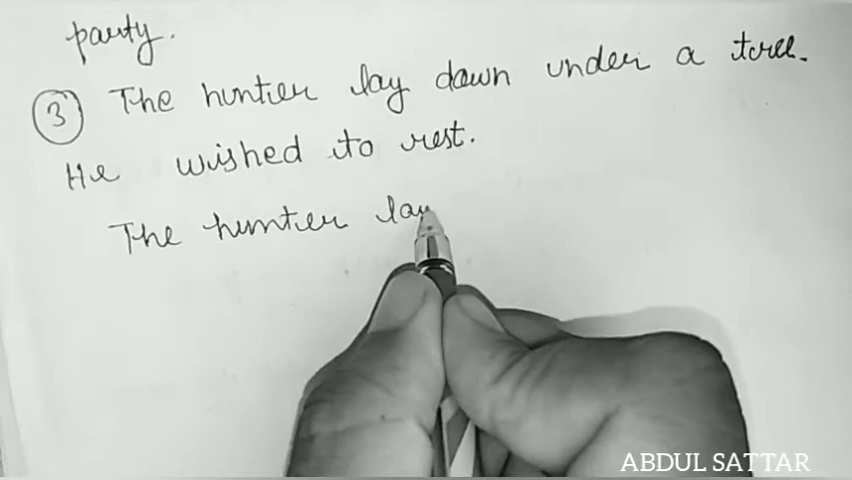 party.
3 The hunter lay down under a tree.
He wished to rest.
The hunter lay
ABDUL SATTAR